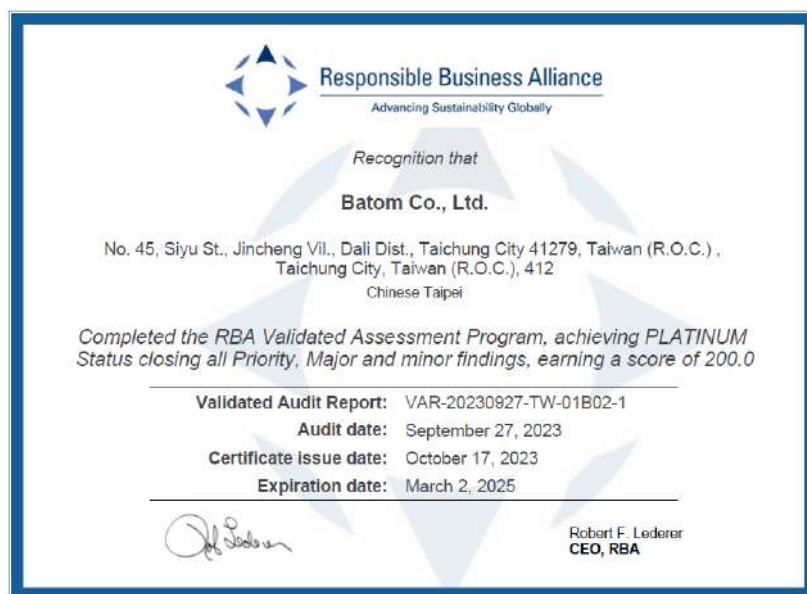 Responsible Business Alliance
Advancing Sustainability Globally
Recognition that
Batom Co., Ltd.
No. 45, Siyu St., Jincheng Vil., Dali Dist., Taichung City 41279, Taiwan (R.O.C.) ,
Taichung City, Taiwan (R.O.C.), 412
Chinese Taipei
Completed the RBA Validated Assessment Program, achieving PLATINUM
Status closing all Priority, Major and minor findings, earning a score of 200.0
Validated Audit Report: VAR-20230927-TW-01B02-1
Audit date: September 27, 2023
Certificate issue date: October 17, 2023
Expiration date: March 2, 2025
Robert F. Lederer
CEO, RBA